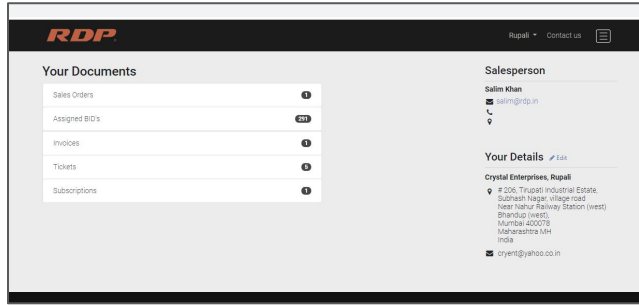 RDP.
Rupali
Contact us
Your Documents
Sales Orders 1
Assigned BID's 291
Invoices 1
Tickets 5
Subscriptions 1
Salesperson
Salim Khan
salim@rdp.in
Your Details Edit
Crystal Enterprises, Rupali
# 206, Tirupati Industrial Estate,
Subhash Nagar, village road
Near Nahur Railway Station (west)
Bhandup (west),
Mumbai 400078
Maharashtra MH
India
cryent@yahoo.co.in